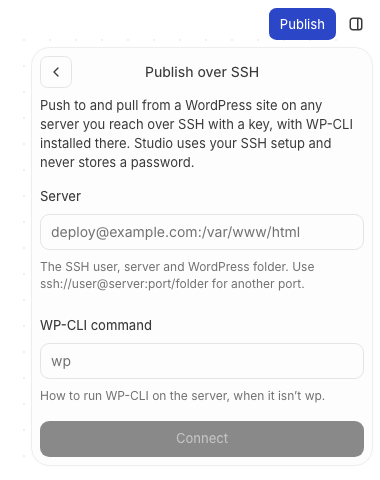 Publish
Publish over SSH
Push to and pull from a WordPress site on any
server you reach over SSH with a key, with WP-CLI
installed there. Studio uses your SSH setup and
never stores a password.
Server
deploy@example.com:/var/www/html
The SSH user, server and WordPress folder. Use
ssh://user@server:port/folder for another port.
WP-CLI command
wp
How to run WP-CLI on the server, when it isn’t wp.
Connect